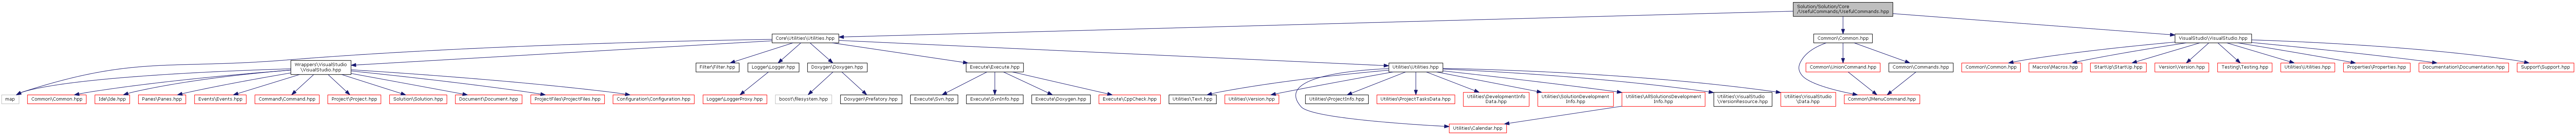 Solution/Solution/Core
/UsefulCommands/UsefulCommands.hpp
Core\Utilities\Utilities.hpp
Common\Common.hpp
VisualStudio\VisualStudio.hpp
Wrappers\VisualStudio
\VisualStudio.hpp
Filter\Filter.hpp
Logger\Logger.hpp
Doxygen\Doxygen.hpp
Execute\Execute.hpp
Utilities\Utilities.hpp
Common\UnionCommand.hpp
Common\Commands.hpp
Common\Common.hpp
Macros\Macros.hpp
StartUp\StartUp.hpp
Version\Version.hpp
Testing\Testing.hpp
Utilities\Utilities.hpp
Properties\Properties.hpp
Documentation\Documentation.hpp
Support\Support.hpp
map
Common\Common.hpp
Ide\Ide.hpp
Panes\Panes.hpp
Events\Events.hpp
Command\Command.hpp
Project\Project.hpp
Solution\Solution.hpp
Document\Document.hpp
ProjectFiles\ProjectFiles.hpp
Configuration\Configuration.hpp
Logger\LoggerProxy.hpp
boost\filesystem.hpp
Doxygen\Prefatory.hpp
Execute\Svn.hpp
Execute\SvnInfo.hpp
Execute\Doxygen.hpp
Execute\CppCheck.hpp
Utilities\Text.hpp
Utilities\Version.hpp
Utilities\ProjectInfo.hpp
Utilities\ProjectTasksData.hpp
Utilities\DevelopmentInfo
Data.hpp
Utilities\SolutionDevelopment
Info.hpp
Utilities\AllSolutionsDevelopment
Info.hpp
Utilities\VisualStudio
\VersionResource.hpp
Utilities\VisualStudio
\Data.hpp
Common\IMenuCommand.hpp
Utilities\Calendar.hpp